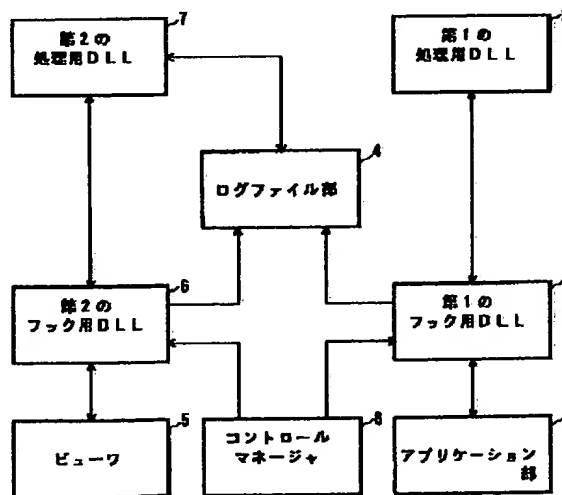 7
第2の
処理用DLL
第1の
処理用DLL
4
ログファイル部
6
第2の
フック用DLL
第1の
フック用DLL
5
ビューワ
8
コントロール
マネージャ
アプリケーション
部